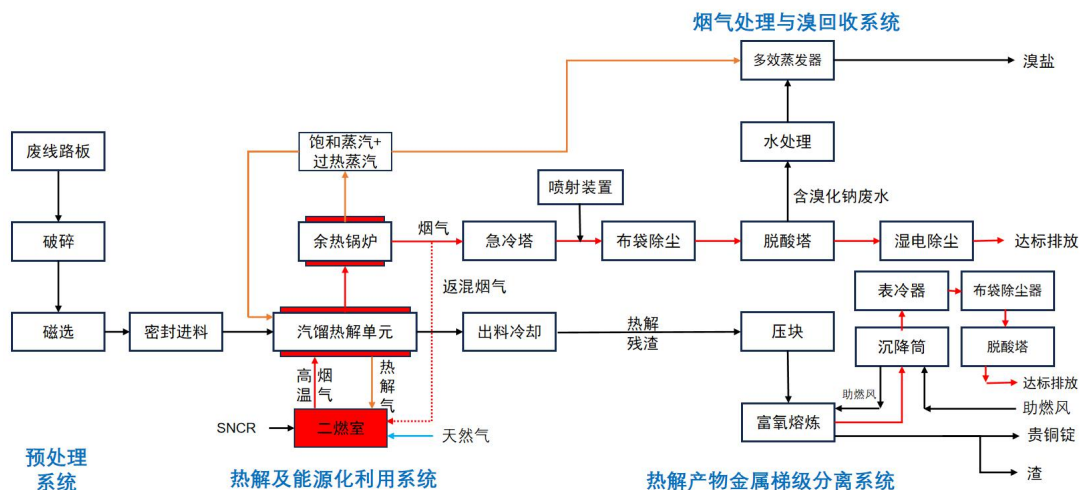 烟气处理与溴回收系统
多效蒸发器
溴盐
废线路板
饱和蒸汽+
过热蒸汽
水处理
喷射装置
含溴化钠废水
破碎
余热锅炉
烟气
急冷塔
布袋除尘
脱酸塔
湿电除尘
达标排放
返混烟气
表冷器
布袋除尘器
磁选
密封进料
汽馏热解单元
出料冷却
热解
残渣
压块
沉降筒
脱酸塔
高温
烟气
热解气
助燃风
达标排放
SNCR
二燃室
天然气
富氧熔炼
助燃风
贵铜锭
渣
预处理
系统
热解及能源化利用系统
热解产物金属梯级分离系统